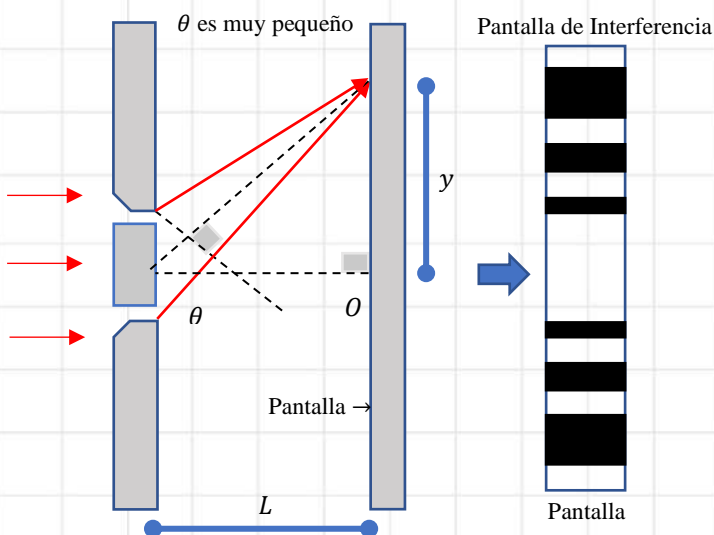 θ es muy pequeño
Pantalla de Interferencia
y
θ
O
Pantalla →
L
Pantalla